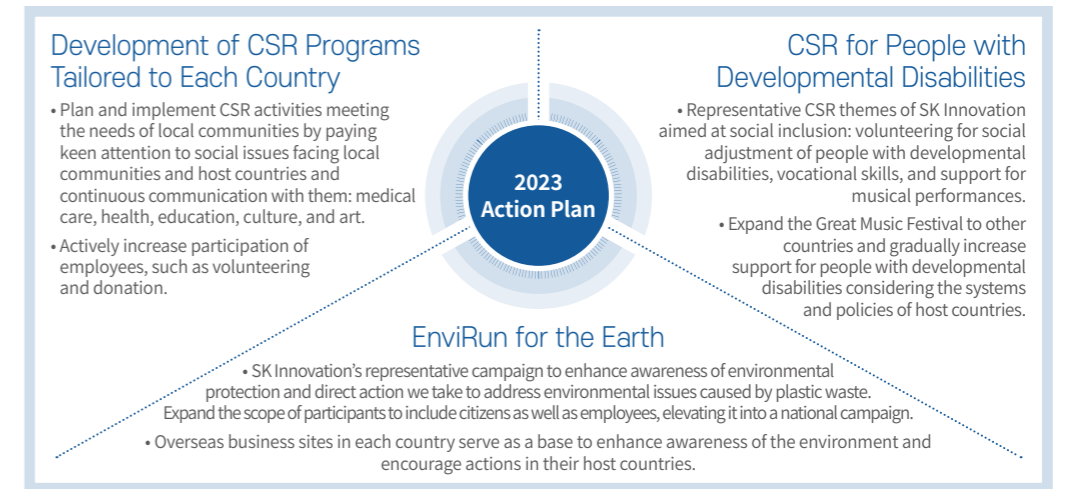 Development of CSR Programs
Tailored to Each Country
• Plan and implement CSR activities meeting
the needs of local communities by paying
keen attention to social issues facing local
communities and host countries and
continuous communication with them: medical
care, health, education, culture, and art.
• Actively increase participation of
employees, such as volunteering
and donation.
2023
Action Plan
CSR for People with
Developmental Disabilities
• Representative CSR themes of SK Innovation
aimed at social inclusion: volunteering for social
adjustment of people with developmental
disabilities, vocational skills, and support for
musical performances.
• Expand the Great Music Festival to other
countries and gradually increase
support for people with developmental
disabilities considering the systems
and policies of host countries.
EnviRun for the Earth
• SK Innovation's representative campaign to enhance awareness of environmental
protection and direct action we take to address environmental issues caused by plastic waste.
Expand the scope of participants to include citizens as well as employees, elevating it into a national campaign.
• Overseas business sites in each country serve as a base to enhance awareness of the environment and
encourage actions in their host countries.